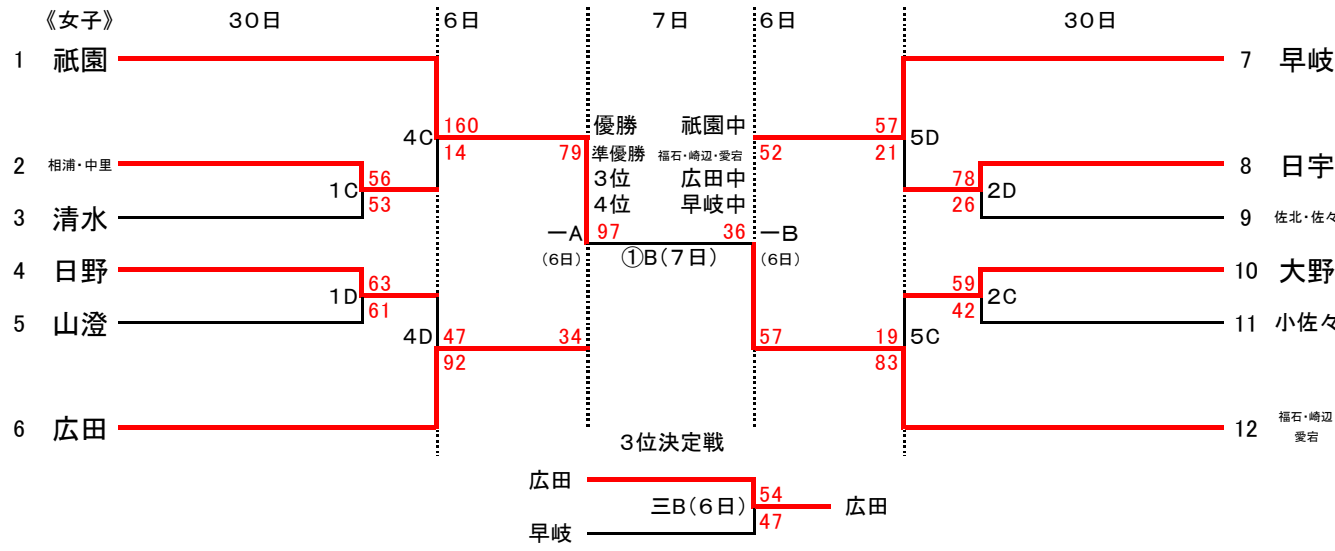 《女子》 30日 6日 7日 6日 30日
1 祇園 7 早岐
160 優勝 祇園中 57
4C 5D
14 79 準優勝 福石・崎辺・愛宕 52 21
2 相浦・中里 56 3位 広田中 78 8 日宇
1C 2D
53 4位 早岐中 26
3 清水 9 佐北・佐々
一A 97 36 一B
(6日) ①B(7日) (6日)
4 日野 63 59 10 大野
1D 2C
61 42
5 山澄 11 小佐々
4D 47 34 57 19 5C
92 83
6 広田 12 福石・崎辺
愛宕
3位決定戦
広田 54
三B(6日) 広田
47
早岐